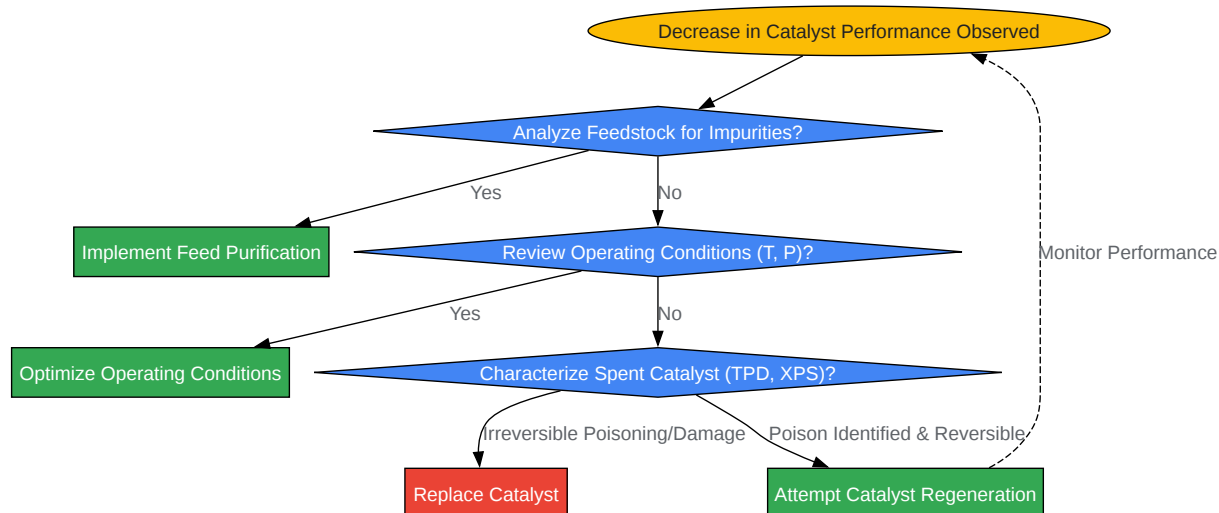 Decrease in Catalyst Performance Observed
Analyze Feedstock for Impurities?
Yes
No
Implement Feed Purification
Review Operating Conditions (T, P)?
Monitor Performance
Yes
No
Optimize Operating Conditions
Characterize Spent Catalyst (TPD, XPS)?
Irreversible Poisoning/Damage
Poison Identified & Reversible
Replace Catalyst
Attempt Catalyst Regeneration